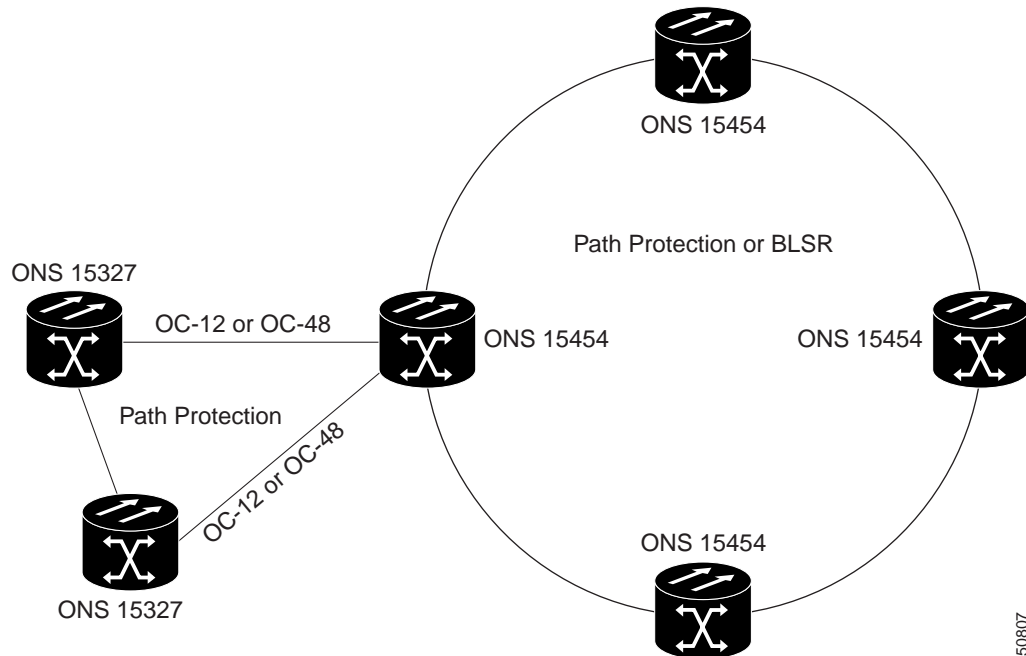 ONS 15454
Path Protection or BLSR
ONS 15327
OC-12 or OC-48
ONS 15454
ONS 15454
Path Protection
OC-12 or OC-48
ONS 15454
ONS 15327
50807